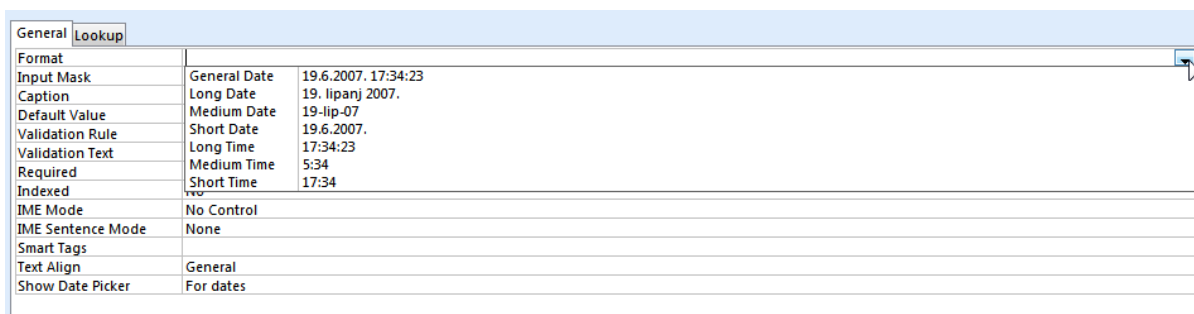 General Lookup
Format
Input Mask General Date 19.6.2007. 17:34:23
Caption Long Date 19. lipanj 2007.
Default Value Medium Date 19-lip-07
Validation Rule Short Date 19.6.2007.
Validation Text Long Time 17:34:23
Required Medium Time 5:34
Indexed Short Time 17:34
IME Mode No Control
IME Sentence Mode None
Smart Tags
Text Align General
Show Date Picker For dates